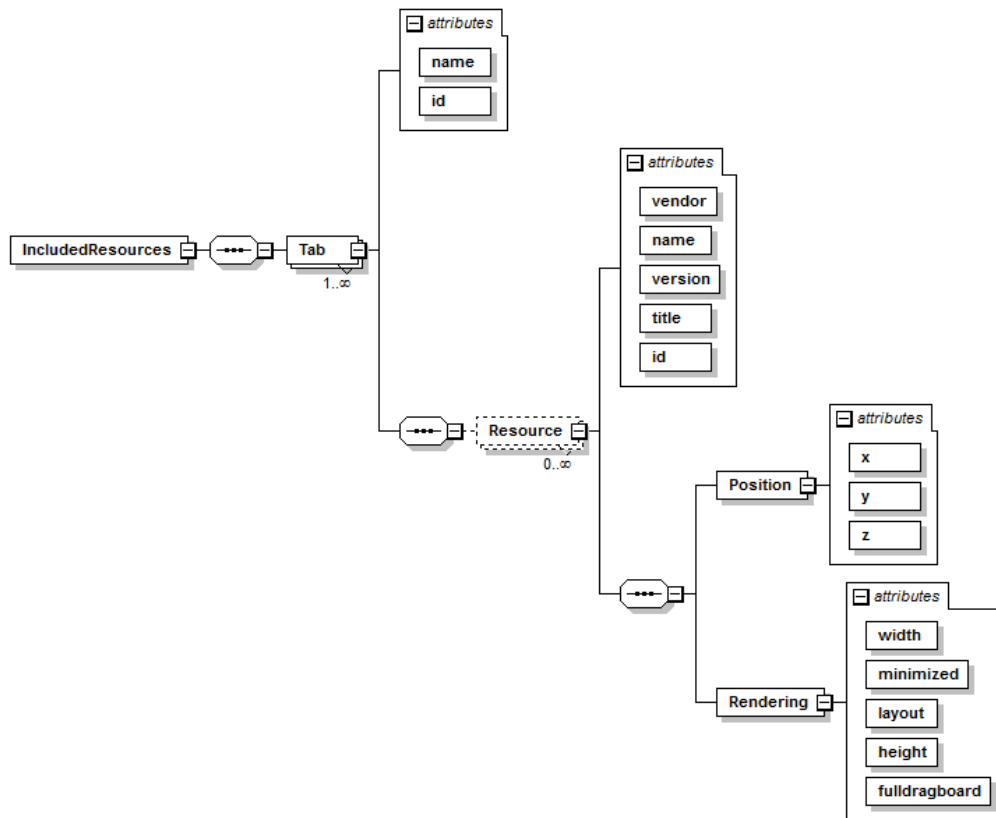 attributes
name
id
IncludedResources
Tab
1..∞
attributes
vendor
name
version
title
id
Resource
0..∞
attributes
x
y
z
Position
attributes
width
minimized
layout
height
fulldragboard
Rendering